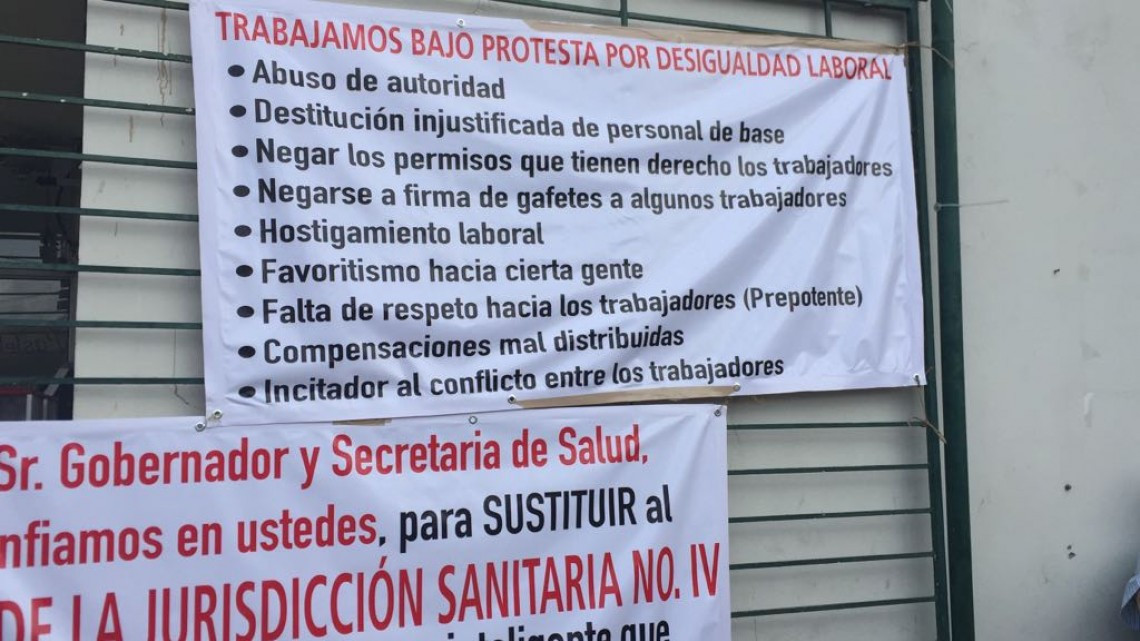 TRABAJAMOS BAJO PROTESTA POR DESIGUALDAD LABORAL
• Abuso de autoridad
• Destitución injustificada de personal de base
• Negar los permisos que tienen derecho los trabajadores
• Negarse a firma de gafetes a algunos trabajadores
• Hostigamiento laboral
• Favoritismo hacia cierta gente
• Falta de respeto hacia los trabajadores (Prepotente)
• Compensaciones mal distribuidas
• Incitador al conflicto entre los trabajadores
Sr. Gobernador y Secretaria de Salud,
nfiamos en ustedes, para SUSTITUIR al
DE LA JURISDICCIÓN SANITARIA NO. IV
que